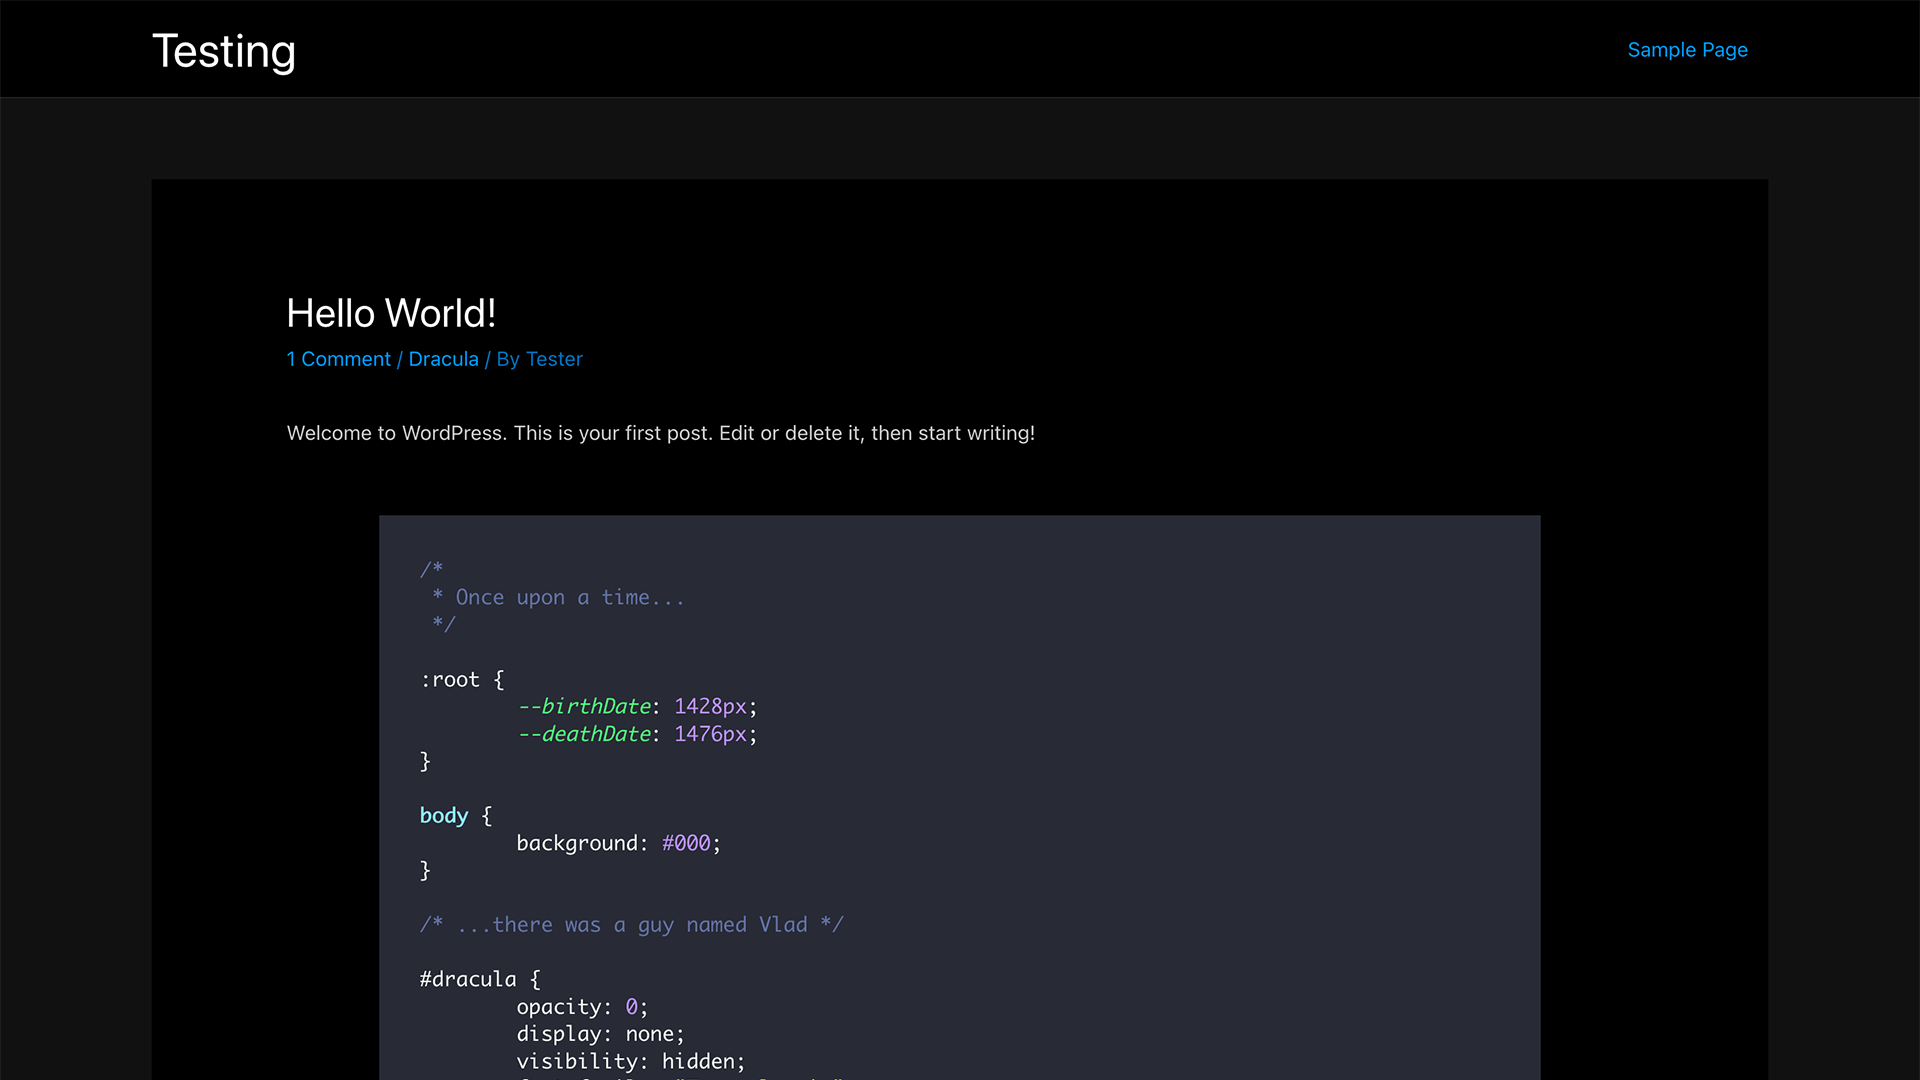 Testing
Sample Page
Hello World!
1 Comment / Dracula / By Tester
Welcome to WordPress. This is your first post. Edit or delete it, then start writing!
/*
 * Once upon a time...
 */
:root {
        --birthDate: 1428px;
        --deathDate: 1476px;
}
body {
        background: #000;
}
/* ...there was a guy named Vlad */
#dracula {
        opacity: 0;
        display: none;
        visibility: hidden;